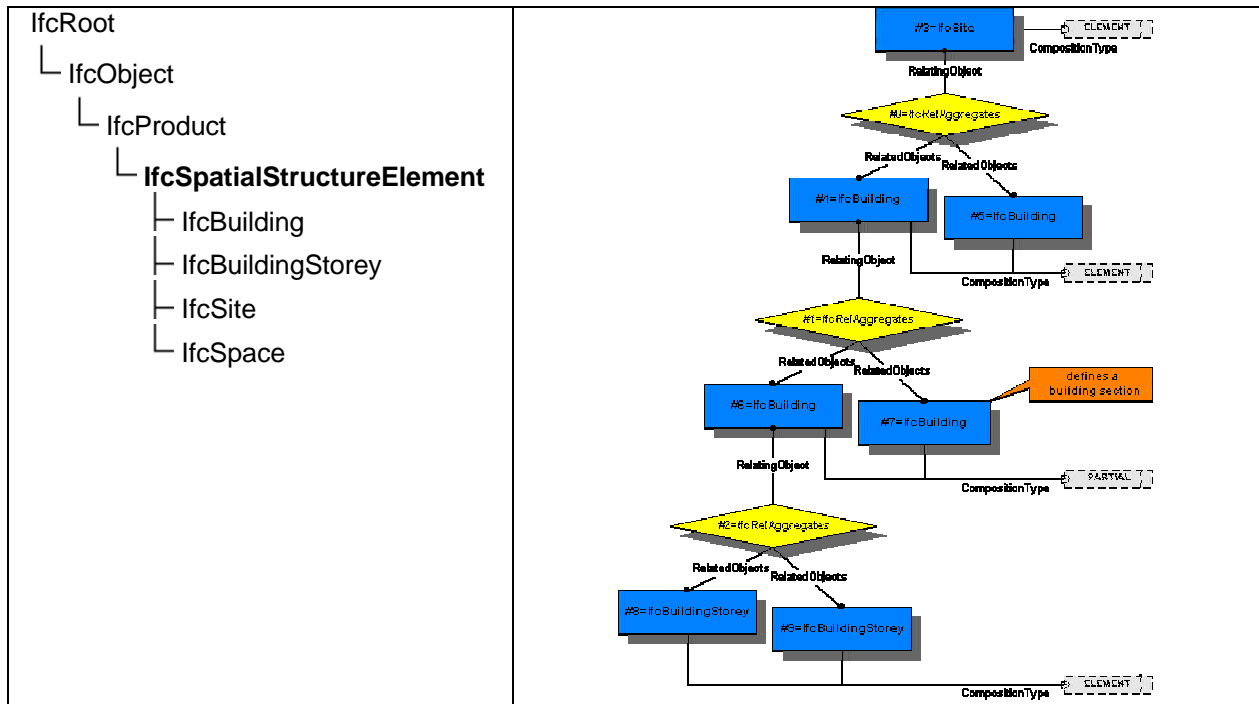 IfcRoot
IfcObject
IfcProduct
IfcSpatialStructureElement
IfcBuilding
IfcBuildingStorey
IfcSite
IfcSpace
#3=IfcSite
ELEMENT
CompositionType
RelatingObject
#0=IfcRelAggregates
RelatedObjects
RelatedObjects
#4=IfcBuilding
#5=IfcBuilding
RelatingObject
ELEMENT
CompositionType
#1=IfcRelAggregates
RelatedObjects
RelatedObjects
defines a
building section
#6=IfcBuilding
#7=IfcBuilding
RelatingObject
PARTIAL
CompositionType
#2=IfcRelAggregates
RelatedObjects
RelatedObjects
#8=IfcBuildingStorey
#9=IfcBuildingStorey
ELEMENT
CompositionType